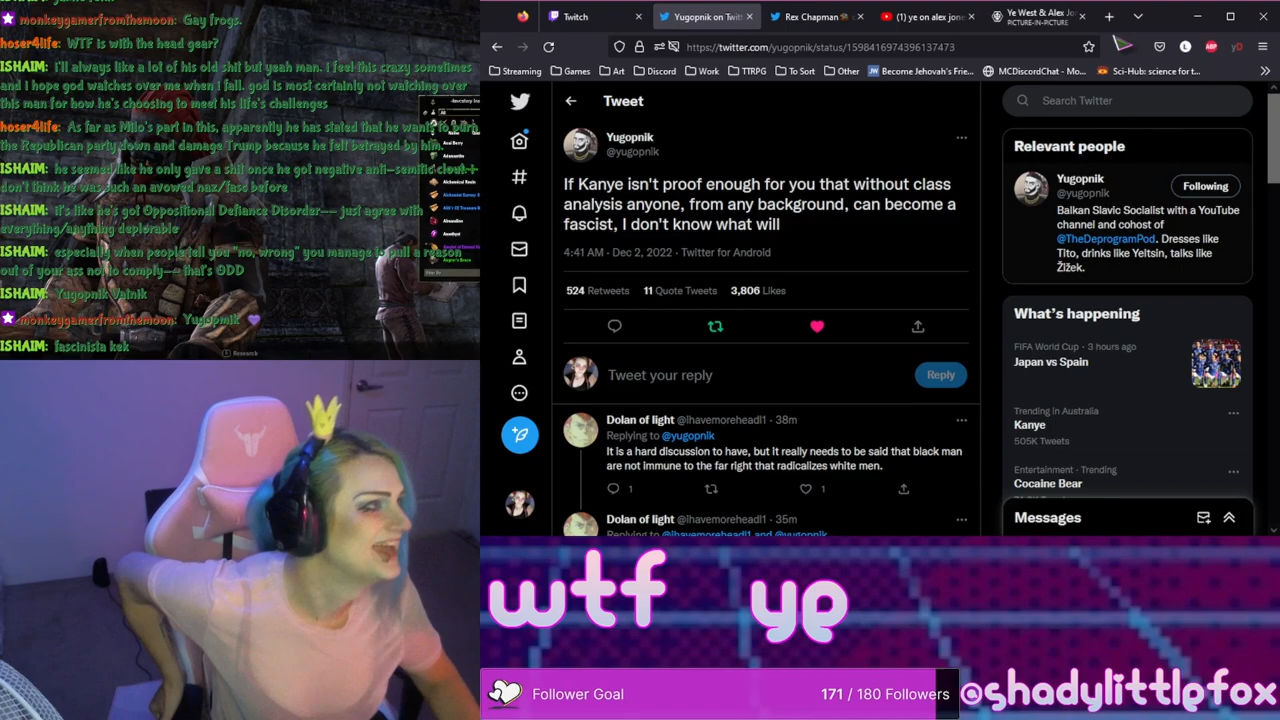 monkeygamerfromthemoon: Gay frogs.
hoser4life: WTF is with the head gear?
ISHAIM: i'll always like a lot of his old shit but yeah man. I feel this crazy sometimes
and I hope god watches over me when I fall. god is most certainly not watching over
this man for how he's choosing to meet his life's challenges
hoser4life: As far as Milo's part in this, apparently he has stated that he wants to burn
the Republican party down and damage Trump because he felt betrayed by him.
ISHAIM: he seemed like he only gave a shit once he got negative anti-semitic clout--
don't think he was such an avowed naz/fasc before
ISHAIM: it's like he's got Oppositional Defiance Disorder-- just agree with
everything/anything deplorable
ISHAIM: especially when people tell you "no, wrong" you manage to pull a reason
out of your ass not to comply-- that's ODD
ISHAIM: Yugopnik Valnik
monkeygamerfromthemoon: Yugopnik
ISHAIM: fascinista kek
Research
Twitch
Yugopnik on Twit
Rex Chapman
(1) ye on alex jone
Ye West & Alex Jo
PICTURE-IN-PICTURE
https://twitter.com/yugopnik/status/1598416974396137473
Streaming
Games
Art
Discord
Work
TTRPG
To Sort
Other
Become Jehovah's Frie...
MCDiscordChat - Mo...
Sci-Hub: science for t...
Tweet
Yugopnik
@yugopnik
If Kanye isn't proof enough for you that without class
analysis anyone, from any background, can become a
fascist, I don't know what will
4:41 AM · Dec 2, 2022 · Twitter for Android
524 Retweets 11 Quote Tweets 3,806 Likes
Tweet your reply
Reply
Dolan of light @ihavemoreheadl1 · 38m
Replying to @yugopnik
It is a hard discussion to have, but it really needs to be said that black man
are not immune to the far right that radicalizes white men.
1
1
Dolan of light @ihavemoreheadl1 · 35m
Replying to @ihavemoreheadl1 and @yugopnik
Search Twitter
Relevant people
Yugopnik
@yugopnik
Following
Balkan Slavic Socialist with a YouTube
channel and cohost of
@TheDeprogramPod. Dresses like
Tito, drinks like Yeltsin, talks like
Žižek.
What's happening
FIFA World Cup · 3 hours ago
Japan vs Spain
Trending in Australia
Kanye
505K Tweets
Entertainment · Trending
Cocaine Bear
Messages
wtf ye
Follower Goal
171 / 180 Followers
@shadylittlefox